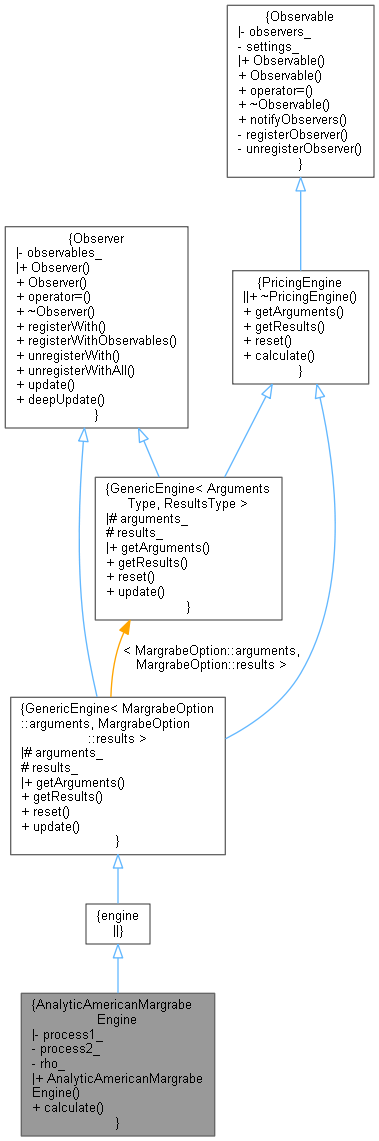 {Observable
|- observers_
- settings_
|+ Observable()
+ Observable()
+ operator=()
+ ~Observable()
+ notifyObservers()
- registerObserver()
- unregisterObserver()
}
{Observer
|- observables_
|+ Observer()
+ Observer()
+ operator=()
+ ~Observer()
+ registerWith()
+ registerWithObservables()
+ unregisterWith()
+ unregisterWithAll()
+ update()
+ deepUpdate()
}
{PricingEngine
||+ ~PricingEngine()
+ getArguments()
+ getResults()
+ reset()
+ calculate()
}
{GenericEngine< Arguments
Type, ResultsType >
|# arguments_
# results_
|+ getArguments()
+ getResults()
+ reset()
+ update()
}
< MargrabeOption::arguments,
MargrabeOption::results >
{GenericEngine< MargrabeOption
::arguments, MargrabeOption
::results >
|# arguments_
# results_
|+ getArguments()
+ getResults()
+ reset()
+ update()
}
{engine
||}
{AnalyticAmericanMargrabe
Engine
|- process1_
- process2_
- rho_
|+ AnalyticAmericanMargrabe
Engine()
+ calculate()
}